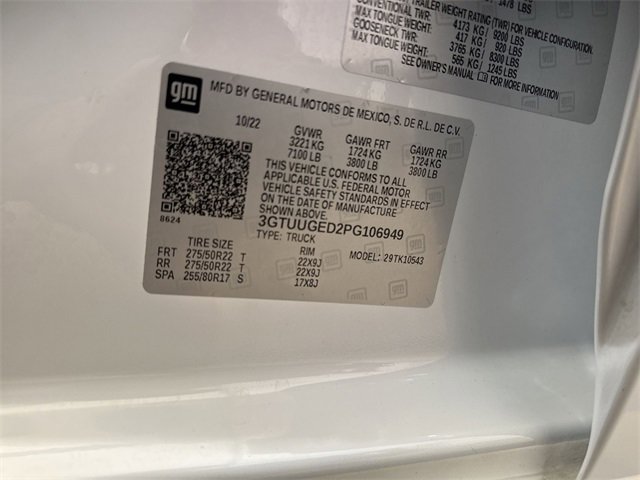 1478 LBS
TRAILER WEIGHT RATING (TWR) FOR VEHICLE CONFIGURATION.
CONVENTIONAL TWR: 4173 KG / 9200 LBS
MAX TONGUE WEIGHT: 417 KG / 920 LBS
GOOSENECK TWR: 3765 KG / 8300 LBS
MAX TONGUE WEIGHT: 565 KG / 1245 LBS
SEE OWNER'S MANUAL FOR MORE INFORMATION
gm
MFD BY GENERAL MOTORS DE MEXICO, S. DE R.L. DE C.V.
10/22 GVWR GAWR FRT GAWR RR
3221 KG 1724 KG 1724 KG
7100 LB 3800 LB 3800 LB
THIS VEHICLE CONFORMS TO ALL
APPLICABLE U.S. FEDERAL MOTOR
VEHICLE SAFETY STANDARDS IN EFFECT
ON THE DATE OF MANUFACTURE
SHOWN ABOVE.
8624
3GTUUGED2PG106949
TYPE: TRUCK MODEL: 29TK10543
TIRE SIZE RIM
FRT 275/50R22 T 22X9J
RR 275/50R22 T 22X9J
SPA 255/80R17 S 17X8J